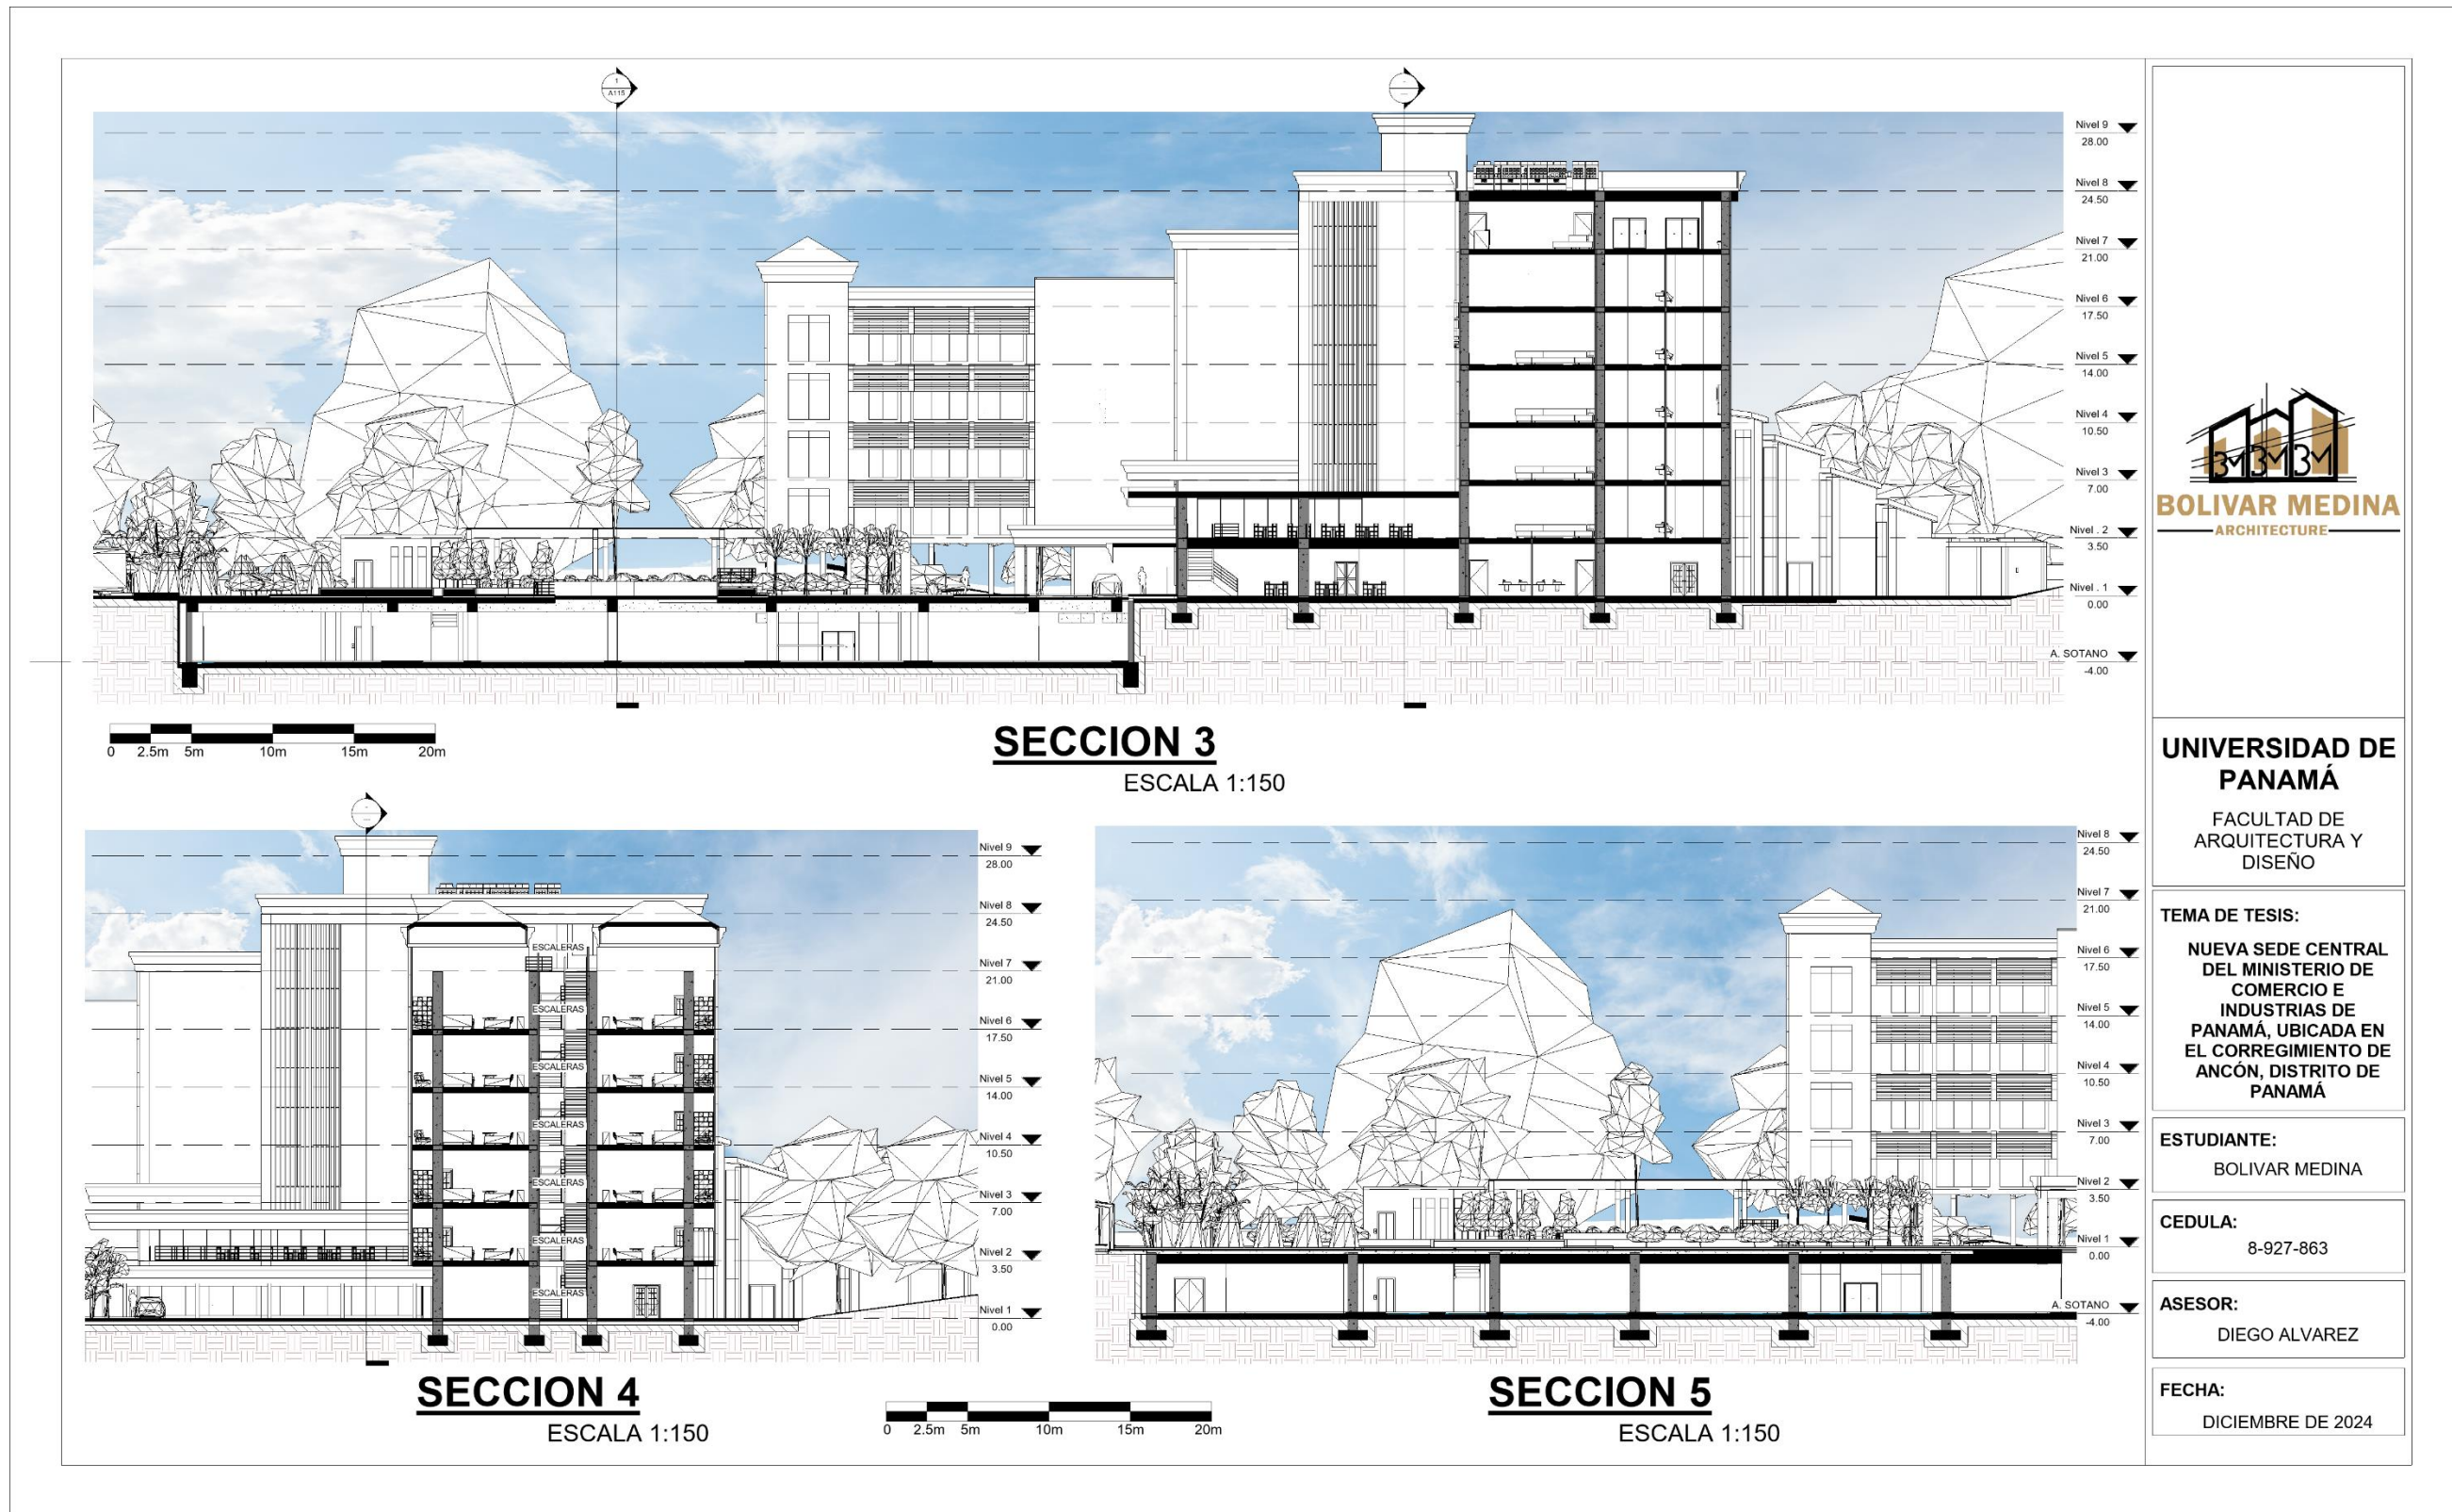 1
A115
Nivel 9
28.00
Nivel 8
24.50
Nivel 7
21.00
Nivel 6
17.50
Nivel 5
14.00
Nivel 4
10.50
Nivel 3
7.00
Nivel . 2
3.50
Nivel . 1
0.00
A. SOTANO
-4.00
0 2.5m 5m 10m 15m 20m
SECCION 3
ESCALA 1:150
Nivel 9
28.00
Nivel 8
24.50
Nivel 7
21.00
Nivel 6
17.50
Nivel 5
14.00
Nivel 4
10.50
Nivel 3
7.00
Nivel 2
3.50
Nivel 1
0.00
ESCALERAS
ESCALERAS
ESCALERAS
ESCALERAS
ESCALERAS
ESCALERAS
ESCALERAS
SECCION 4
ESCALA 1:150
0 2.5m 5m 10m 15m 20m
Nivel 8
24.50
Nivel 7
21.00
Nivel 6
17.50
Nivel 5
14.00
Nivel 4
10.50
Nivel 3
7.00
Nivel 2
3.50
Nivel 1
0.00
A. SOTANO
-4.00
SECCION 5
ESCALA 1:150
BOLIVAR MEDINA
ARCHITECTURE
UNIVERSIDAD DE
PANAMÁ
FACULTAD DE
ARQUITECTURA Y
DISEÑO
TEMA DE TESIS:
NUEVA SEDE CENTRAL
DEL MINISTERIO DE
COMERCIO E
INDUSTRIAS DE
PANAMÁ, UBICADA EN
EL CORREGIMIENTO DE
ANCÓN, DISTRITO DE
PANAMÁ
ESTUDIANTE:
BOLIVAR MEDINA
CEDULA:
8-927-863
ASESOR:
DIEGO ALVAREZ
FECHA:
DICIEMBRE DE 2024